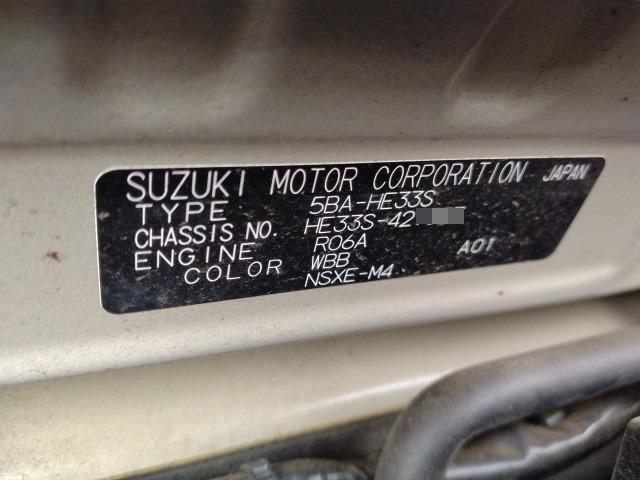 SUZUKI MOTOR CORPORATION JAPAN
TYPE 5BA-HE33S
CHASSIS NO. HE33S-42
ENGINE R06A
COLOR WBB A01
NSXE-M4